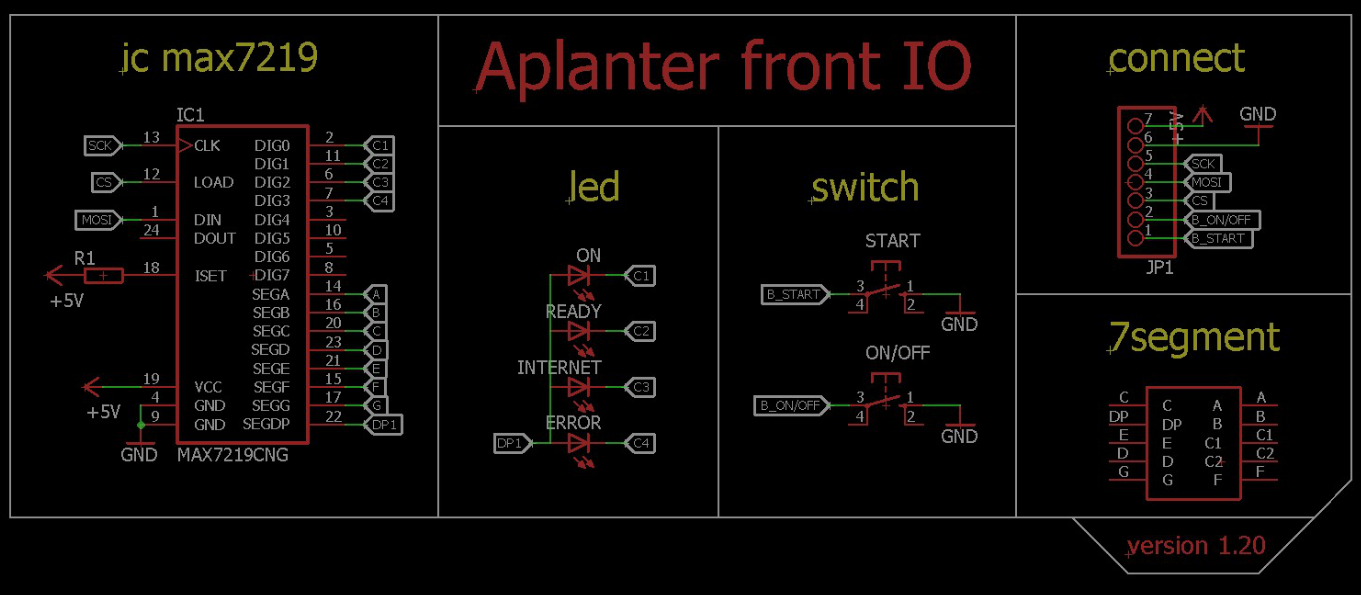 ic max7219
IC1
SCK 13 CLK DIG0 2 C1
DIG1 11 C2
CS 12 LOAD DIG2 6 C3
DIG3 7 C4
MOSI 1 DIN DIG4 3
24 DOUT DIG5 10
DIG6 5
R1 18 ISET DIG7 8
+5V
SEGA 14 A
SEGB 16 B
SEGC 20 C
SEGD 23 D
SEGE 21 E
19 VCC SEGF 15 F
+5V
4 GND SEGG 17 G
9 GND SEGDP 22 DP1
GND
MAX7219CNG
Aplanter front IO
led
ON
C1
READY
C2
INTERNET
C3
ERROR
DP1 C4
switch
START
B_START 3 1
4 2
GND
ON/OFF
B_ON/OFF 3 1
4 2
GND
connect
7 +5V GND
6
5 SCK
4 MOSI
3 CS
2 B_ON/OFF
1 B_START
JP1
7segment
C C A A
DP DP B B
E E C1 C1
D D C2 C2
G G F F
version 1.20